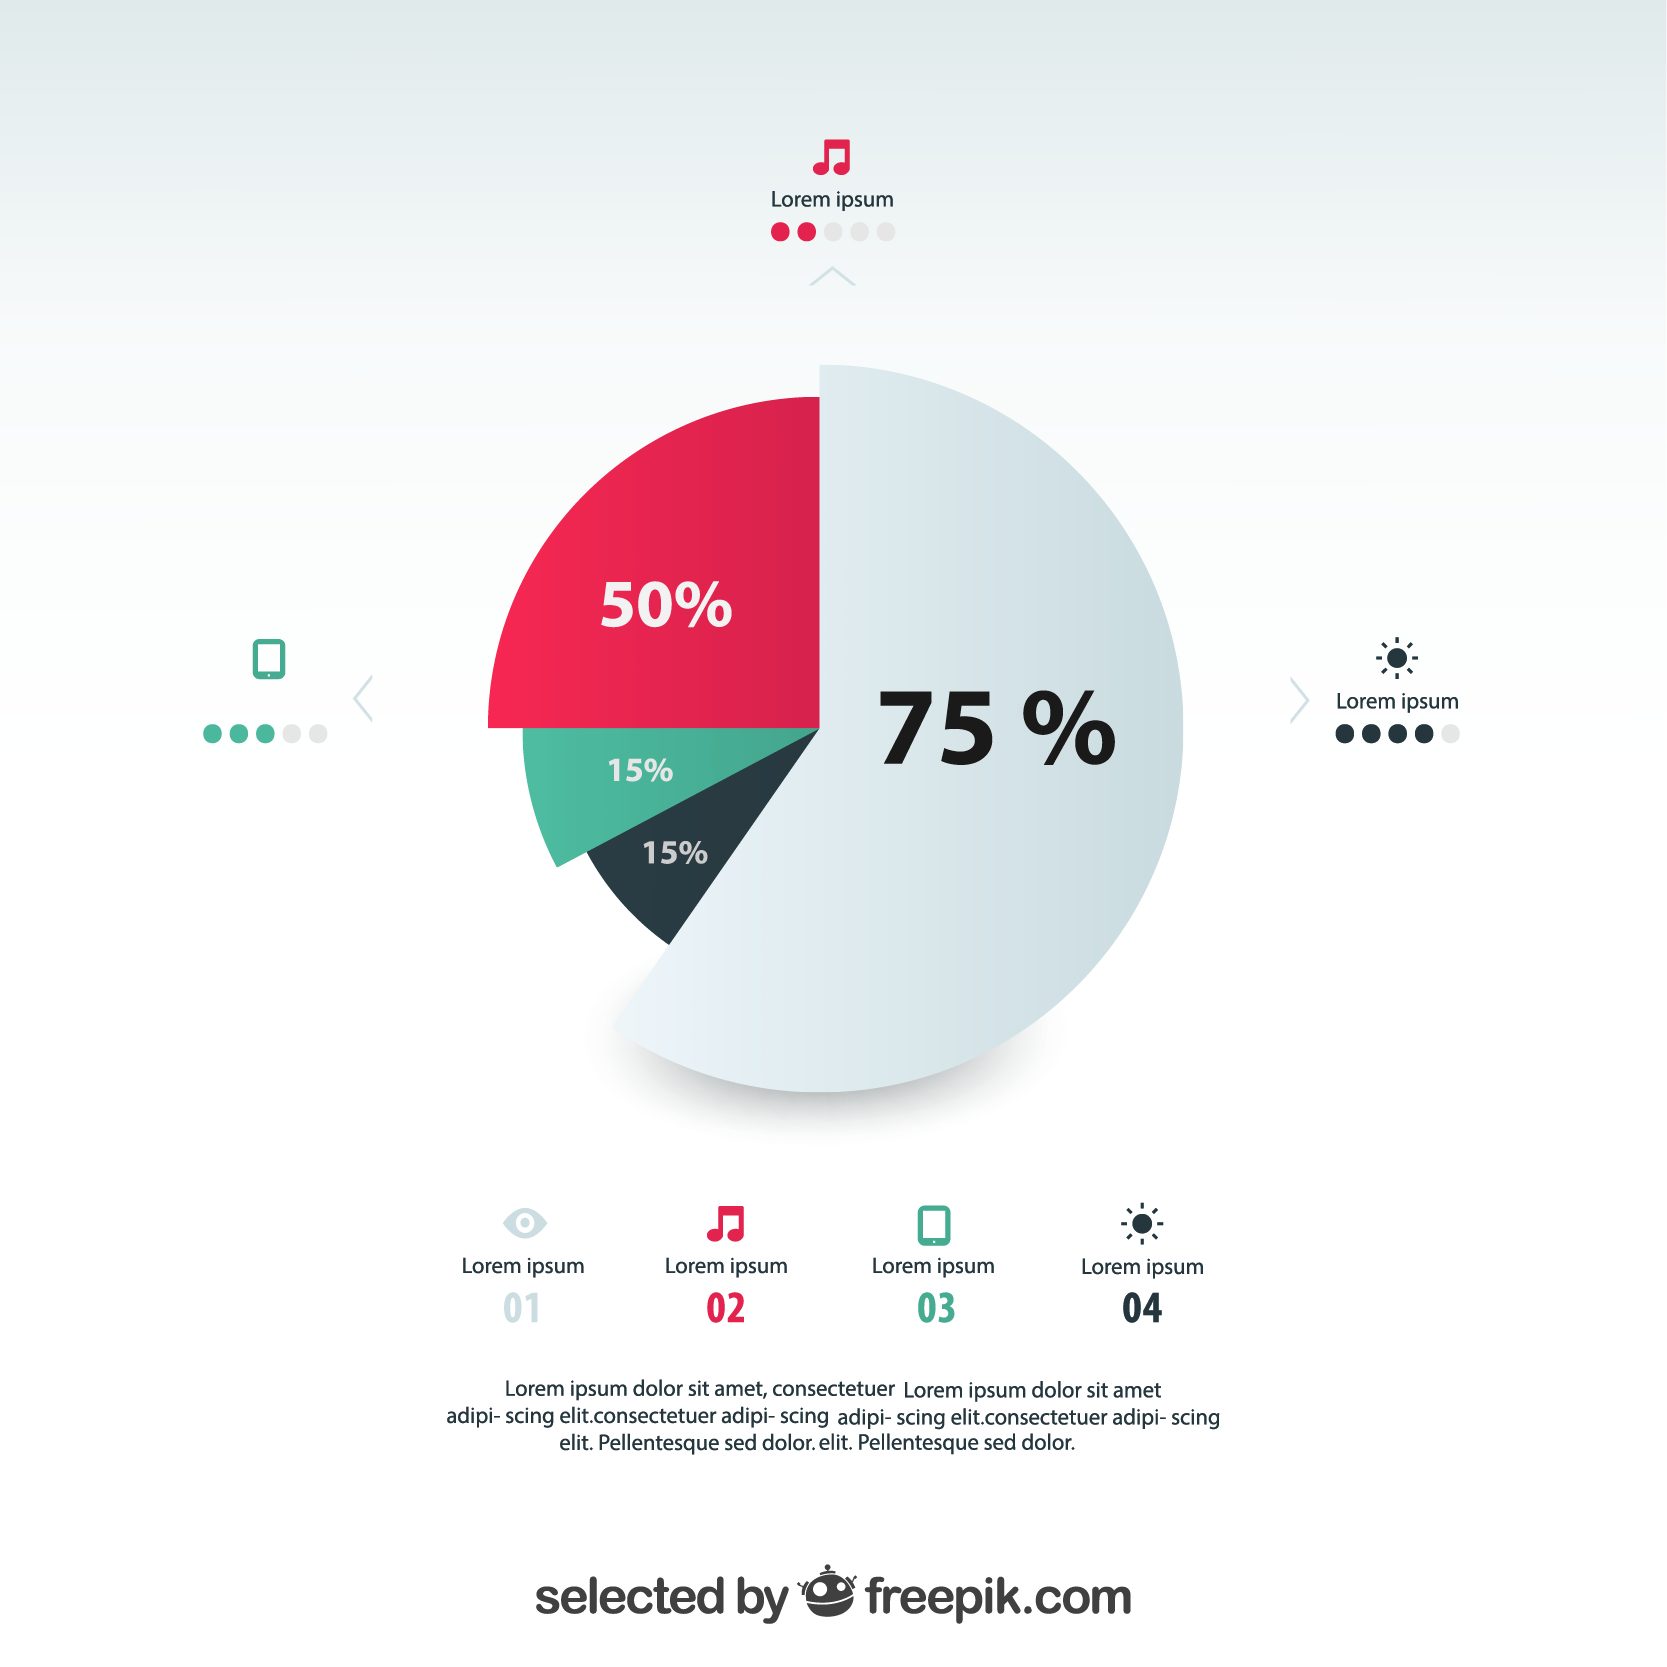 Lorem ipsum
50%
75 %
15%
15%
Lorem ipsum
Lorem ipsum
Lorem ipsum
Lorem ipsum
Lorem ipsum
01
02
03
04
Lorem ipsum dolor sit amet, consectetuer
adipi- scing elit.consectetuer adipi- scing
elit. Pellentesque sed dolor.
Lorem ipsum dolor sit amet
adipi- scing elit.consectetuer adipi- scing
elit. Pellentesque sed dolor.
selected by freepik.com